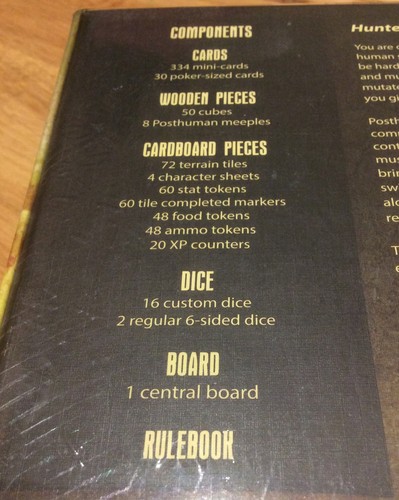 COMPONENTS
CARDS
334 mini-cards
30 poker-sized cards
WOODEN PIECES
50 cubes
8 Posthuman meeples
CARDBOARD PIECES
72 terrain tiles
4 character sheets
60 stat tokens
60 tile completed markers
48 food tokens
48 ammo tokens
20 XP counters
DICE
16 custom dice
2 regular 6-sided dice
BOARD
1 central board
RULEBOOK
You are
human
be hard
and mu
mutate
you gi
Posth
com
cont
mus
brin
sw
alo
re